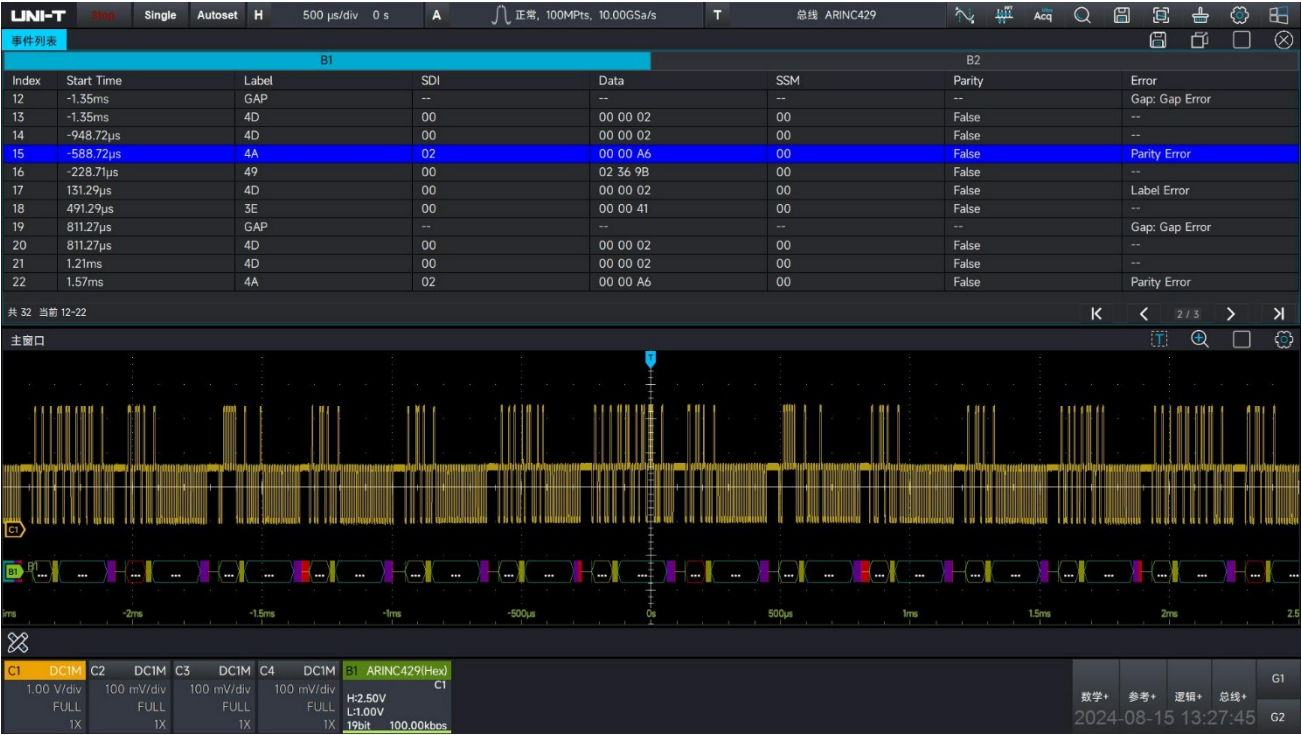 UNI-T Stop Single Autoset H 500 μs/div 0 s A 正常, 100MPts, 10.00GSa/s T 总线 ARINC429 Acq
事件列表
B1 B2
Index Start Time Label SDI Data SSM Parity Error
12 -1.35ms GAP -- -- -- -- Gap: Gap Error
13 -1.35ms 4D 00 00 00 02 00 False --
14 -948.72μs 4D 00 00 00 02 00 False --
15 -588.72μs 4A 02 00 00 A6 00 False Parity Error
16 -228.71μs 49 00 02 36 9B 00 False --
17 131.29μs 4D 00 00 00 02 00 False Label Error
18 491.29μs 3E 00 00 00 41 00 False --
19 811.27μs GAP -- -- -- -- Gap: Gap Error
20 811.27μs 4D 00 00 00 02 00 False --
21 1.21ms 4D 00 00 00 02 00 False --
22 1.57ms 4A 02 00 00 A6 00 False Parity Error
共 32 当前 12-22 2 / 3
主窗口 T
T
C1
B1 B1 ... ... ... ... ... ... ... ... ... ... ... ... ... ... ... ... ... ... ... ... ... ... ... ... ... ...
-2ms -1.5ms -1ms -500μs 0s 500μs 1ms 1.5ms 2ms 2.5
C1 DC1M C2 DC1M C3 DC1M C4 DC1M B1 ARINC429(Hex)
1.00 V/div 100 mV/div 100 mV/div 100 mV/div C1
FULL FULL FULL FULL H:2.50V
L:1.00V
1X 1X 1X 1X 19bit 100.00kbps
数学+ 参考+ 逻辑+ 总线+ G1
2024-08-15 13:27:45 G2